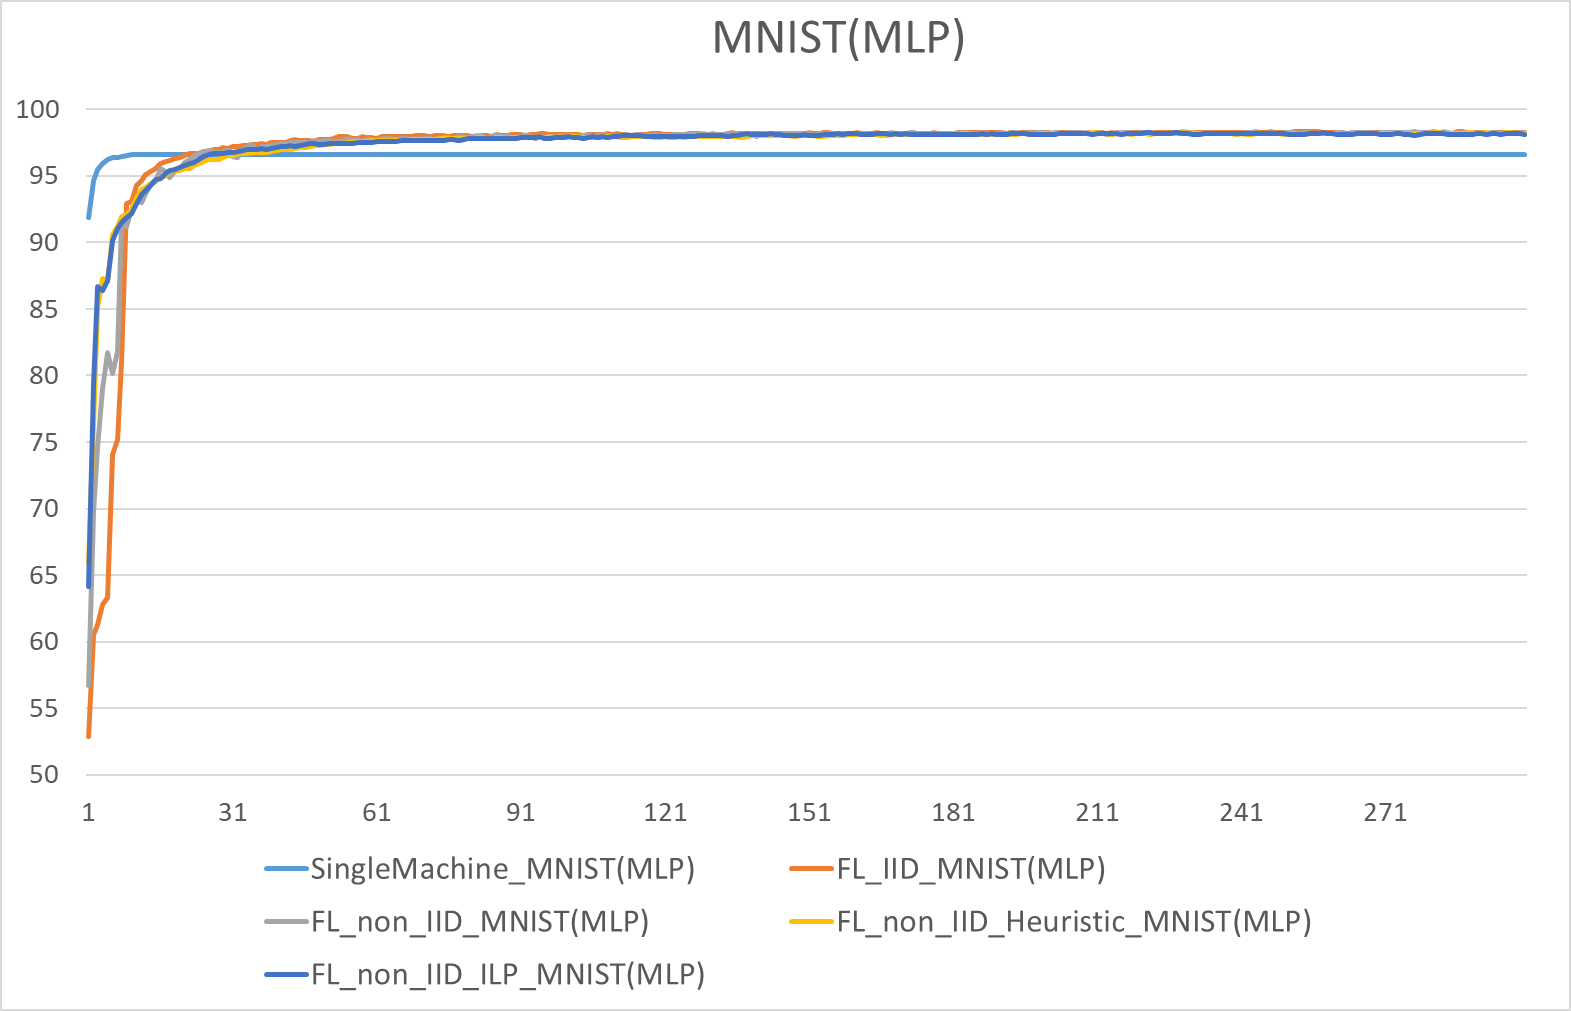 MNIST(MLP)
100
95
90
85
80
75
70
65
60
55
50
1 31 61 91 121 151 181 211 241 271
SingleMachine_MNIST(MLP) FL_IID_MNIST(MLP)
FL_non_IID_MNIST(MLP) FL_non_IID_Heuristic_MNIST(MLP)
FL_non_IID_ILP_MNIST(MLP)